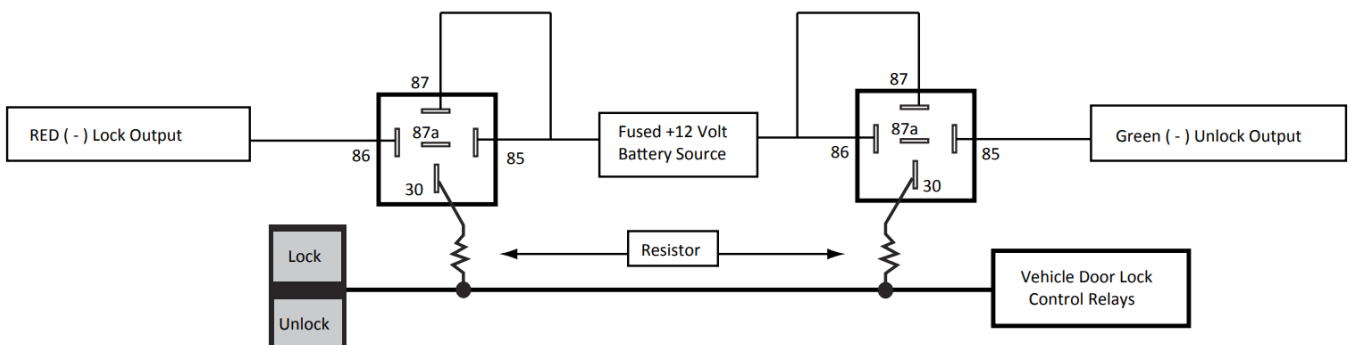 87
87
RED ( - ) Lock Output
87a
86
85
30
Fused +12 Volt
Battery Source
87a
86
85
30
Green ( - ) Unlock Output
Lock
Unlock
Resistor
Vehicle Door Lock
Control Relays